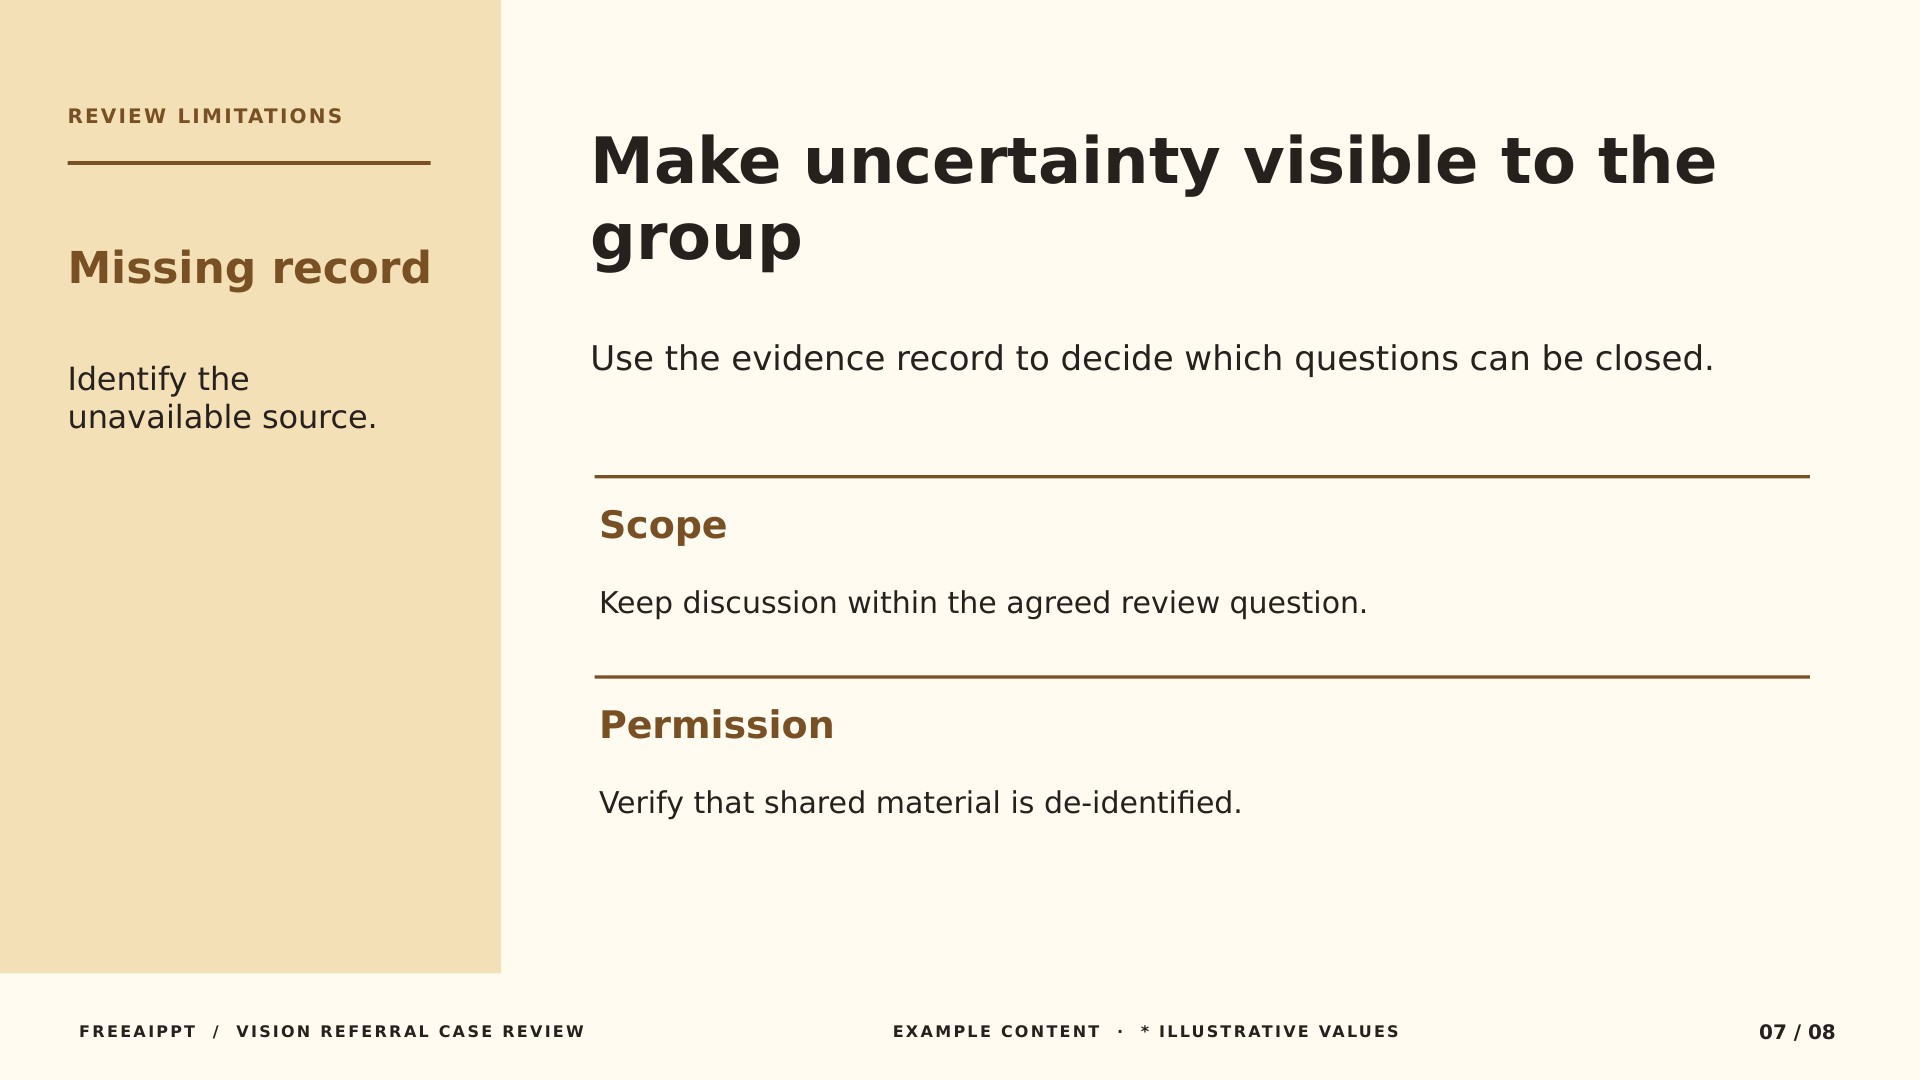 REVIEW LIMITATIONS
Missing record
Identify the
unavailable source.
Make uncertainty visible to the
group
Use the evidence record to decide which questions can be closed.
Scope
Keep discussion within the agreed review question.
Permission
Verify that shared material is de-identified.
FREEAIPPT / VISION REFERRAL CASE REVIEW
EXAMPLE CONTENT · * ILLUSTRATIVE VALUES
07 / 08